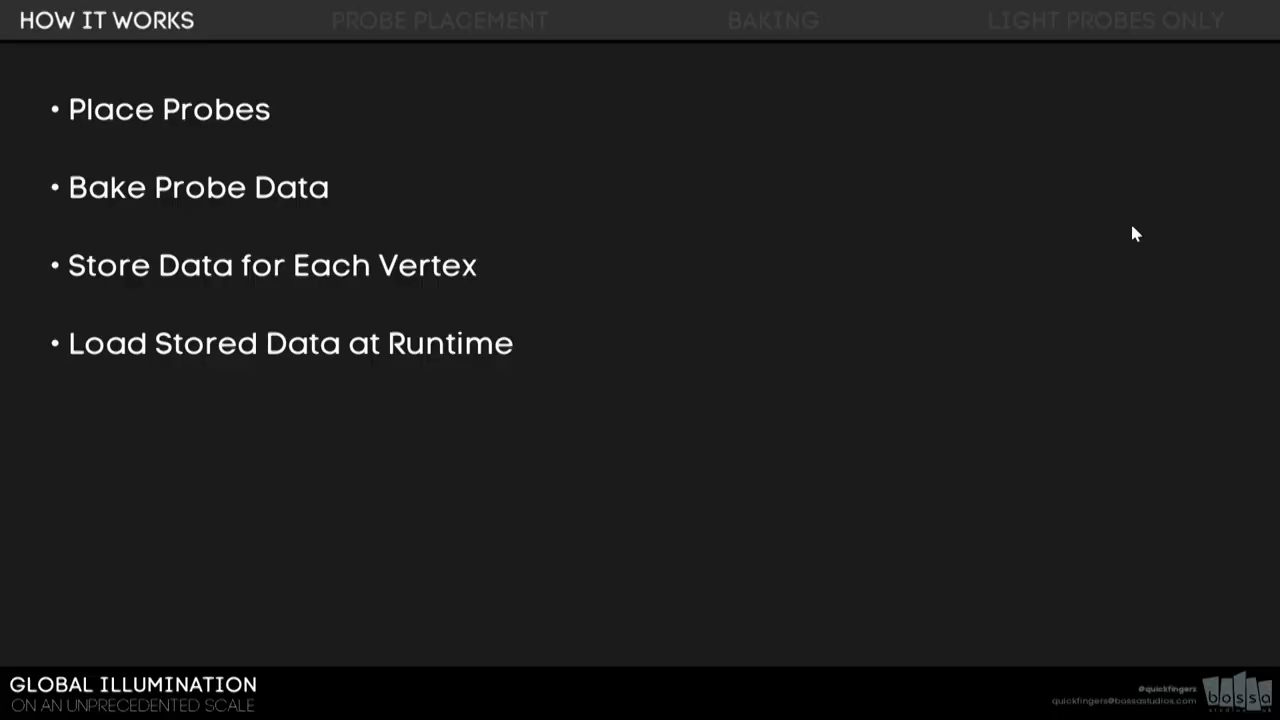 HOW IT WORKS PROBE PLACEMENT BAKING LIGHT PROBES ONLY
• Place Probes
• Bake Probe Data
• Store Data for Each Vertex
• Load Stored Data at Runtime
GLOBAL ILLUMINATION
ON AN UNPRECEDENTED SCALE
@quickfingerz
quickfingers@bossastudios.com
bossa